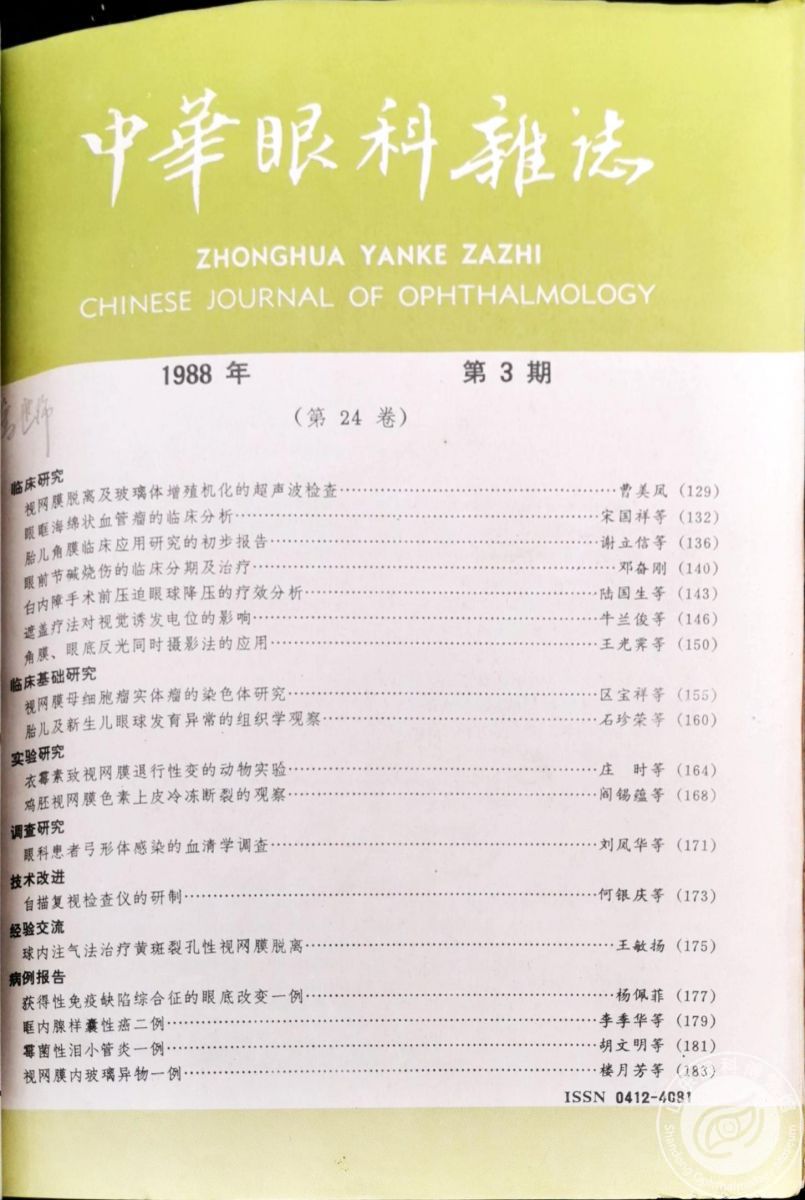 中華眼科雜誌
ZHONGHUA YANKE ZAZHI
CHINESE JOURNAL OF OPHTHALMOLOGY
1988 年 第 3 期
(第 24 卷)
临床研究
视网膜脱离及玻璃体增殖机化的超声波检查……曹美凤 (129)
眼眶海绵状血管瘤的临床分析……宋国祥等 (132)
胎儿角膜临床应用研究的初步报告……谢立信等 (136)
眼前节碱烧伤的临床分期及治疗……邓奋刚 (140)
白内障手术前压迫眼球降压的疗效分析……陆国生等 (143)
遮盖疗法对视觉诱发电位的影响……牛兰俊等 (146)
角膜、眼底反光同时摄影法的应用……王光霁等 (150)
临床基础研究
视网膜母细胞瘤实体瘤的染色体研究……区宝祥等 (155)
胎儿及新生儿眼球发育异常的组织学观察……石珍荣等 (160)
实验研究
衣霉素致视网膜退行性变的动物实验……庄 时等 (164)
鸡胚视网膜色素上皮冷冻断裂的观察……阎锡蕴等 (168)
调查研究
眼科患者弓形体感染的血清学调查……刘凤华等 (171)
技术改进
自描复视检查仪的研制……何银庆等 (173)
经验交流
球内注气法治疗黄斑裂孔性视网膜脱离……王敏扬 (175)
病例报告
获得性免疫缺陷综合征的眼底改变一例……杨佩菲 (177)
眶内腺样囊性癌二例……李季华等 (179)
霉菌性泪小管炎一例……胡文明等 (181)
视网膜内玻璃异物一例……楼月芳等 (183)
ISSN 0412-4081